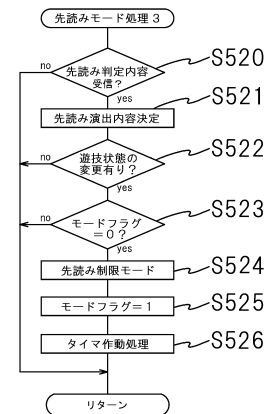 先読みモード処理3
no
先読み判定内容
受信?
S520
yes
S521
先読み演出内容決定
no
遊技状態の
変更有り?
S522
yes
no
モードフラグ
=0?
S523
yes
先読み制限モード
S524
モードフラグ=1
S525
タイマ作動処理
S526
リターン